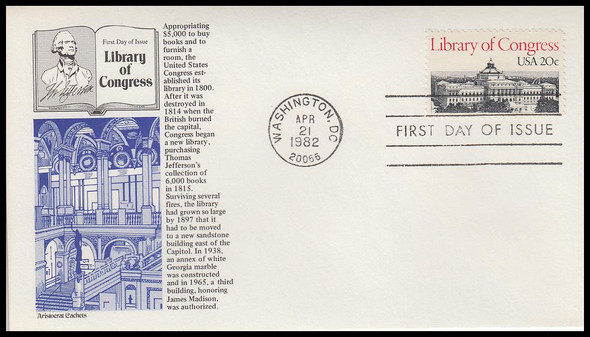 First Day of Issue
Library
of
Congress
Appropriating
$5,000 to buy
books and to
furnish a
room, the
United States
Congress est-
ablished its
library in 1800.
After it was
destroyed in
1814 when the
British burned
the capital,
Congress began
a new library,
purchasing
Thomas
Jefferson's
collection of
6,000 books
in 1815.
Surviving several
fires, the library
had grown so large
by 1897 that it
had to be moved
to a new sandstone
building east of the
Capitol. In 1938,
an annex of white
Georgia marble
was constructed
and in 1965, a third
building, honoring
James Madison,
was authorized.
Aristocrat Cachets
WASHINGTON, DC
APR
21
1982
20066
Library of Congress
USA 20c
FIRST DAY OF ISSUE